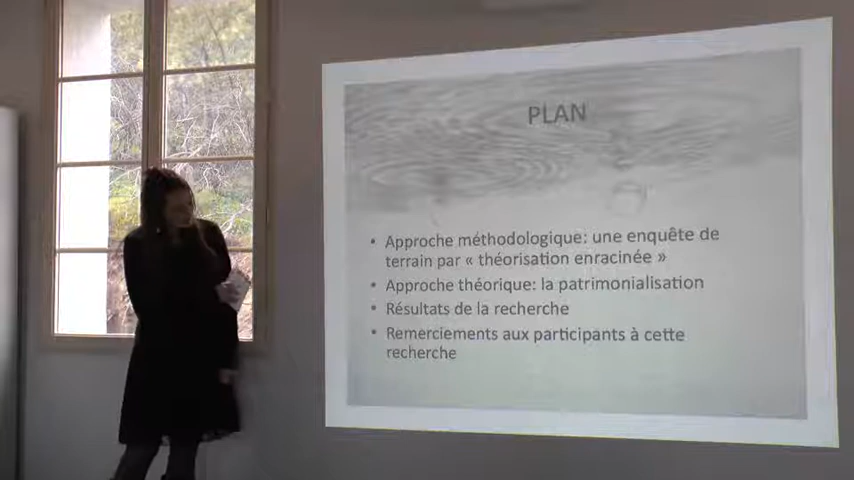 PLAN
• Approche méthodologique: une enquête de
terrain par « théorisation enracinée »
• Approche théorique: la patrimonialisation
• Résultats de la recherche
• Remerciements aux participants à cette
recherche